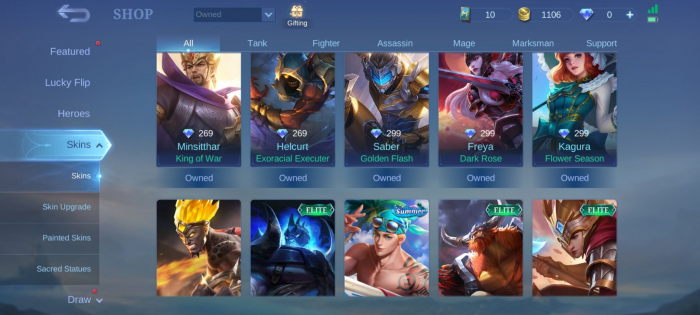 SHOP
Owned
Gifting
10
1106
0
+
Featured
Lucky Flip
Heroes
Skins
Skins
Skin Upgrade
Painted Skins
Sacred Statues
Draw
All
Tank
Fighter
Assassin
Mage
Marksman
Support
269
Minsitthar
King of War
Owned
269
Helcurt
Exoracial Executer
Owned
299
Saber
Golden Flash
Owned
299
Freya
Dark Rose
Owned
299
Kagura
Flower Season
Owned
ELITE
Summer
ELITE
ELITE